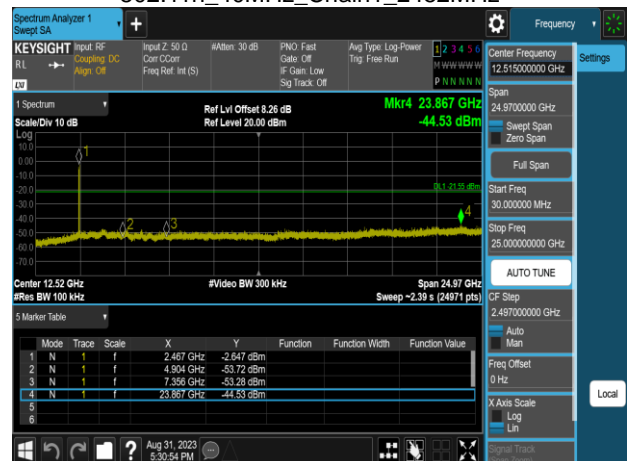 Spectrum Analyzer 1
Swept SA
Frequency
KEYSIGHT
RL
LXI
Input: RF
Coupling: DC
Align: Off
Input Z: 50 Ω
Corr CCorr
Freq Ref: Int (S)
#Atten: 30 dB
PNO: Fast
Gate: Off
IF Gain: Low
Sig Track: Off
Avg Type: Log-Power
Trig: Free Run
1 2 3 4 5 6
M W W W W W
P N N N N N
Center Frequency
12.515000000 GHz
Settings
Span
24.9700000 GHz
Swept Span
Zero Span
Full Span
Start Freq
30.000000 MHz
Stop Freq
25.000000000 GHz
AUTO TUNE
CF Step
2.497000000 GHz
Auto
Man
Freq Offset
0 Hz
X Axis Scale
Log
Lin
Local
Signal Track
1 Spectrum
Scale/Div 10 dB
Log
Ref Lvl Offset 8.26 dB
Ref Level 20.00 dBm
Mkr4 23.867 GHz
-44.53 dBm
10.0
0.00
-10.0
-20.0
-30.0
-40.0
-50.0
-60.0
-70.0
1
2
3
4
DL1 -21.55 dBm
Center 12.52 GHz
#Res BW 100 kHz
#Video BW 300 kHz
Span 24.97 GHz
Sweep ~2.39 s (24971 pts)
5 Marker Table
Mode Trace Scale X Y Function Function Width Function Value
1 N 1 f 2.467 GHz -2.647 dBm
2 N 1 f 4.904 GHz -53.72 dBm
3 N 1 f 7.356 GHz -53.28 dBm
4 N 1 f 23.867 GHz -44.53 dBm
5
6
Aug 31, 2023
5:30:54 PM